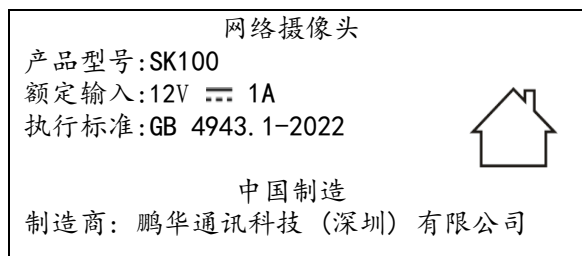 网络摄像头
产品型号:SK100
额定输入:12V ⎓ 1A
执行标准:GB 4943.1-2022
中国制造
制造商: 鹏华通讯科技 (深圳) 有限公司